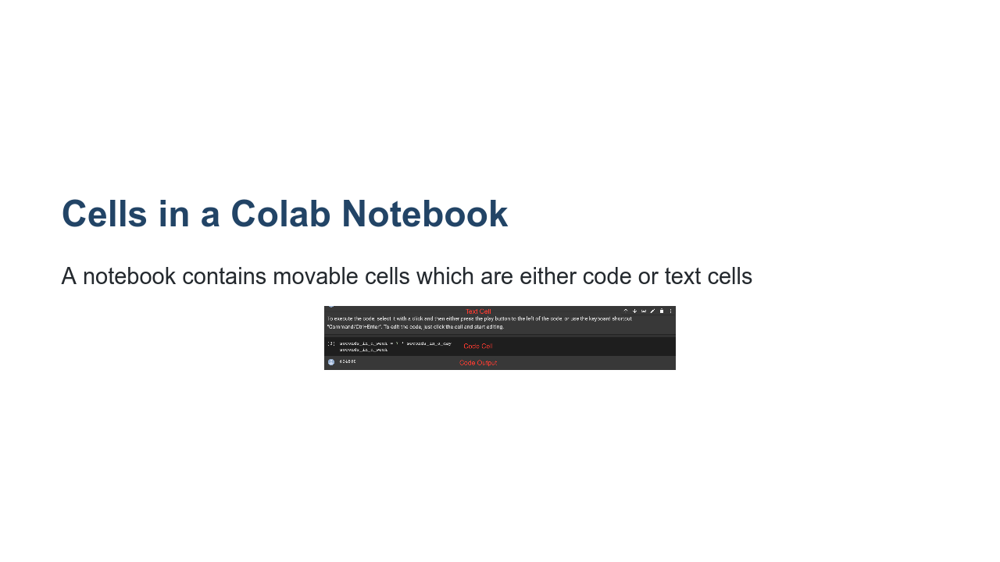 Cells in a Colab Notebook
A notebook contains movable cells which are either code or text cells
Text Cell
To execute the code, select it with a click and then either press the play button to the left of the code, or use the keyboard shortcut
"Command/Ctrl+Enter". To edit the code, just click the cell and start editing.
[3] seconds_in_a_week = 7 * seconds_in_a_day
Code Cell
seconds_in_a_week
604800
Code Output